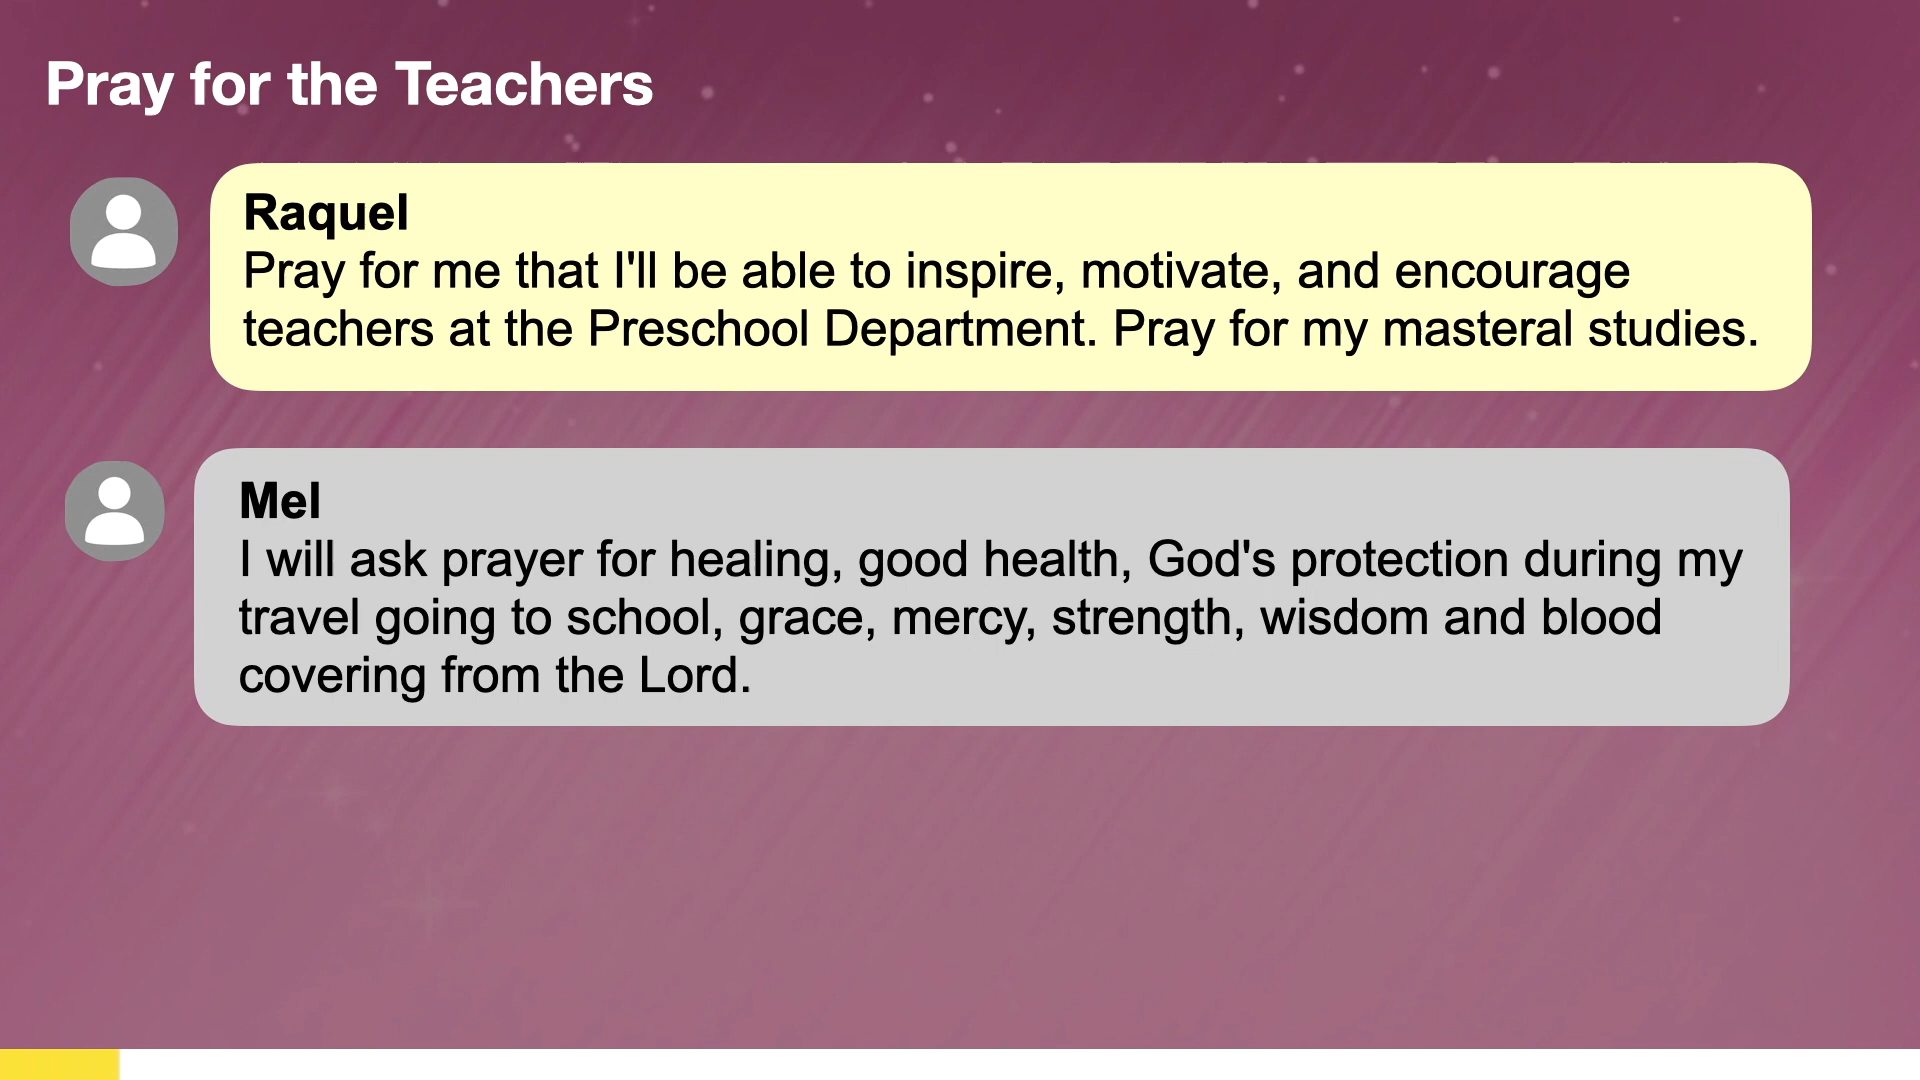 Pray for the Teachers
Raquel
Pray for me that I'll be able to inspire, motivate, and encourage
teachers at the Preschool Department. Pray for my masteral studies.
Mel
I will ask prayer for healing, good health, God's protection during my
travel going to school, grace, mercy, strength, wisdom and blood
covering from the Lord.